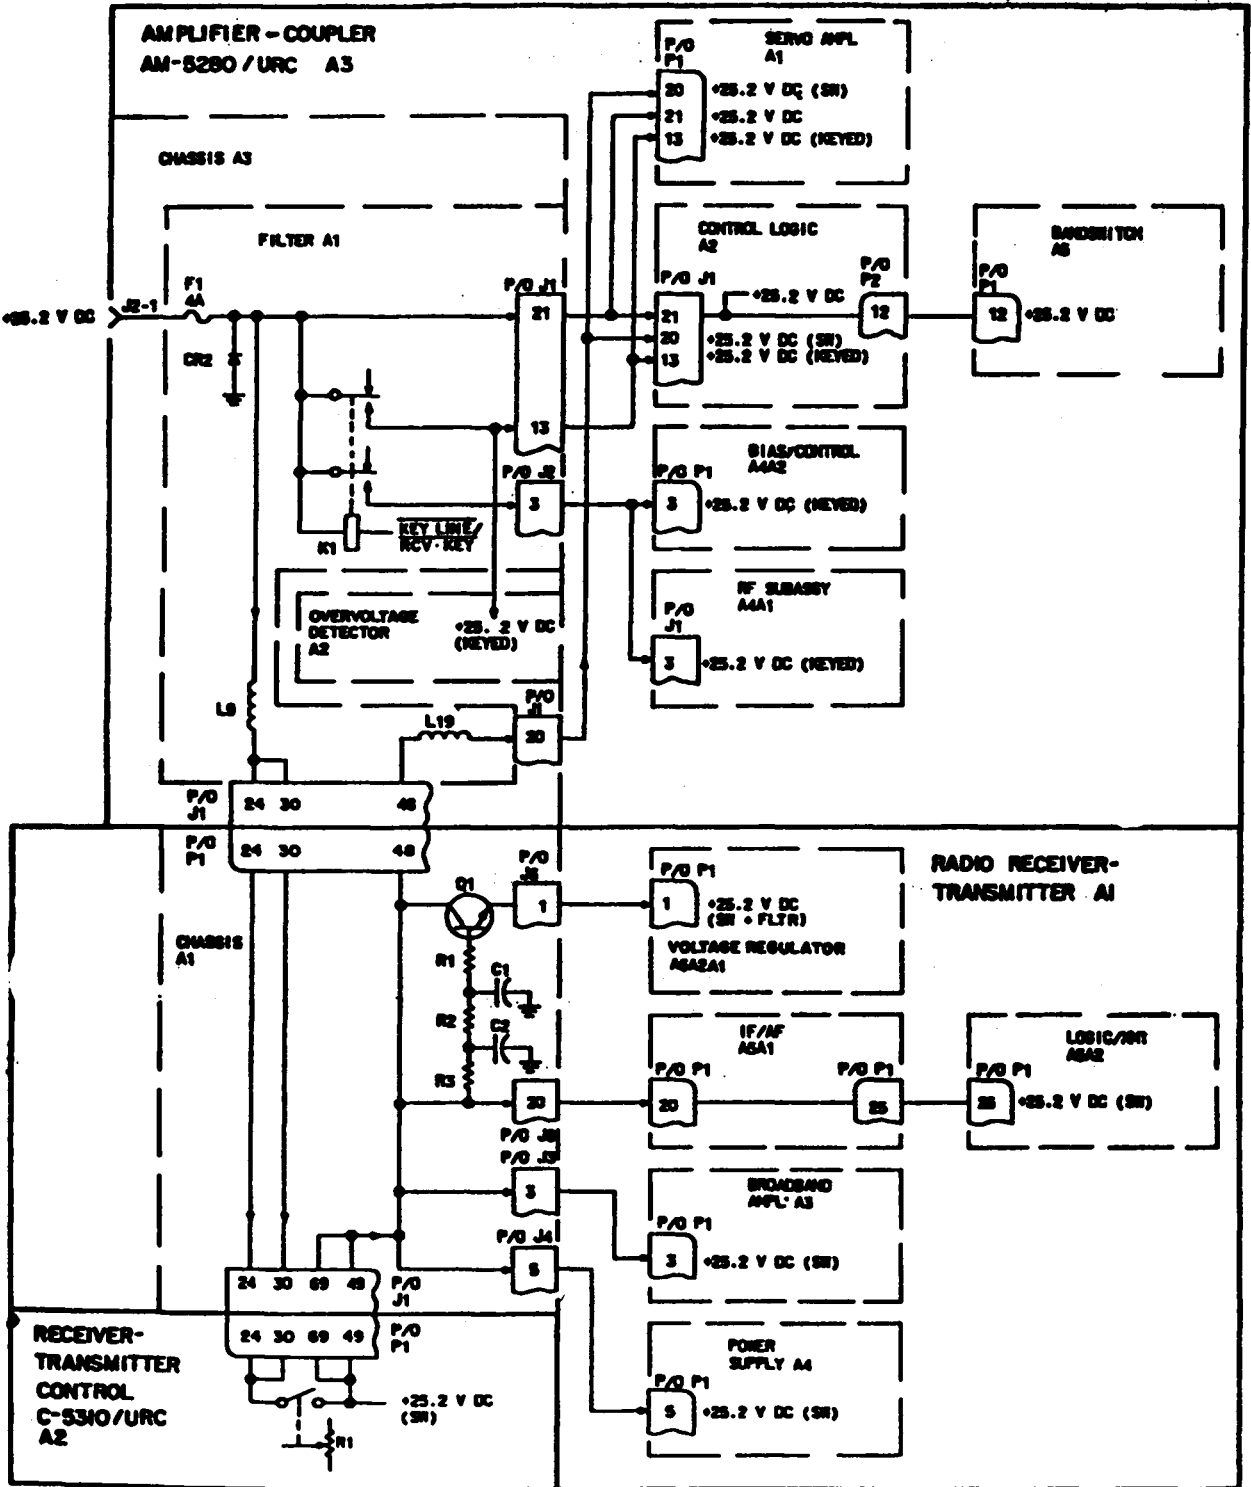 AMPLIFIER - COUPLER
AM-5280 / URC A3
CHASSIS A3
FILTER A1
F1
4A
+25.2 V DC
J2-1
CR2
K1
KEY LINE/
RCV·KEY
OVERVOLTAGE
DETECTOR
A2
+25.2 V DC
(KEYED)
L9
L19
P/O J1
21
13
P/O J2
3
P/O
J1
20
P/O
P1
SERVO AMPL
A1
20 +25.2 V DC (SW)
21 +25.2 V DC
13 +25.2 V DC (KEYED)
CONTROL LOGIC
A2
P/O J1
+25.2 V DC
21
20 +25.2 V DC (SW)
13 +25.2 V DC (KEYED)
P/O
P2
12
BANDSWITCH
A5
P/O
P1
12 +25.2 V DC
BIAS/CONTROL
A4A2
P/O P1
3 +25.2 V DC (KEYED)
RF SUBASSY
A4A1
P/O
J1
3 +25.2 V DC (KEYED)
P/O
J1
24 30 48
P/O
P1
24 30 48
RADIO RECEIVER-
TRANSMITTER A1
CHASSIS
A1
Q1
R1
C1
R2
C2
R3
P/O
1
P/O P1
1 +25.2 V DC
(SW + FLTR)
VOLTAGE REGULATOR
A6A2A1
20
P/O
IF/AF
A5A1
P/O P1
20
P/O P1
25
LOGIC/XMTR
P/O P1
+25.2 V DC (SW)
P/O J3
3
BROADBAND
AMPL A3
P/O P1
3 +25.2 V DC (SW)
P/O J4
5
POWER
SUPPLY A4
P/O P1
5 +25.2 V DC (SW)
24 30 69 49
P/O
J1
24 30 69 49
P/O
P1
RECEIVER-
TRANSMITTER
CONTROL
C-5310/URC
A2
+25.2 V DC
(SW)
R1